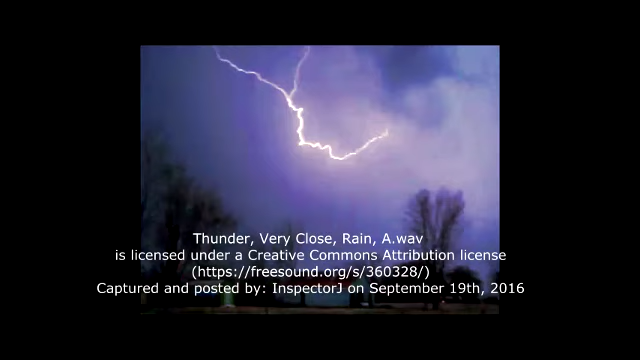 Thunder, Very Close, Rain, A.wav
is licensed under a Creative Commons Attribution license
(https://freesound.org/s/360328/)
Captured and posted by: InspectorJ on September 19th, 2016